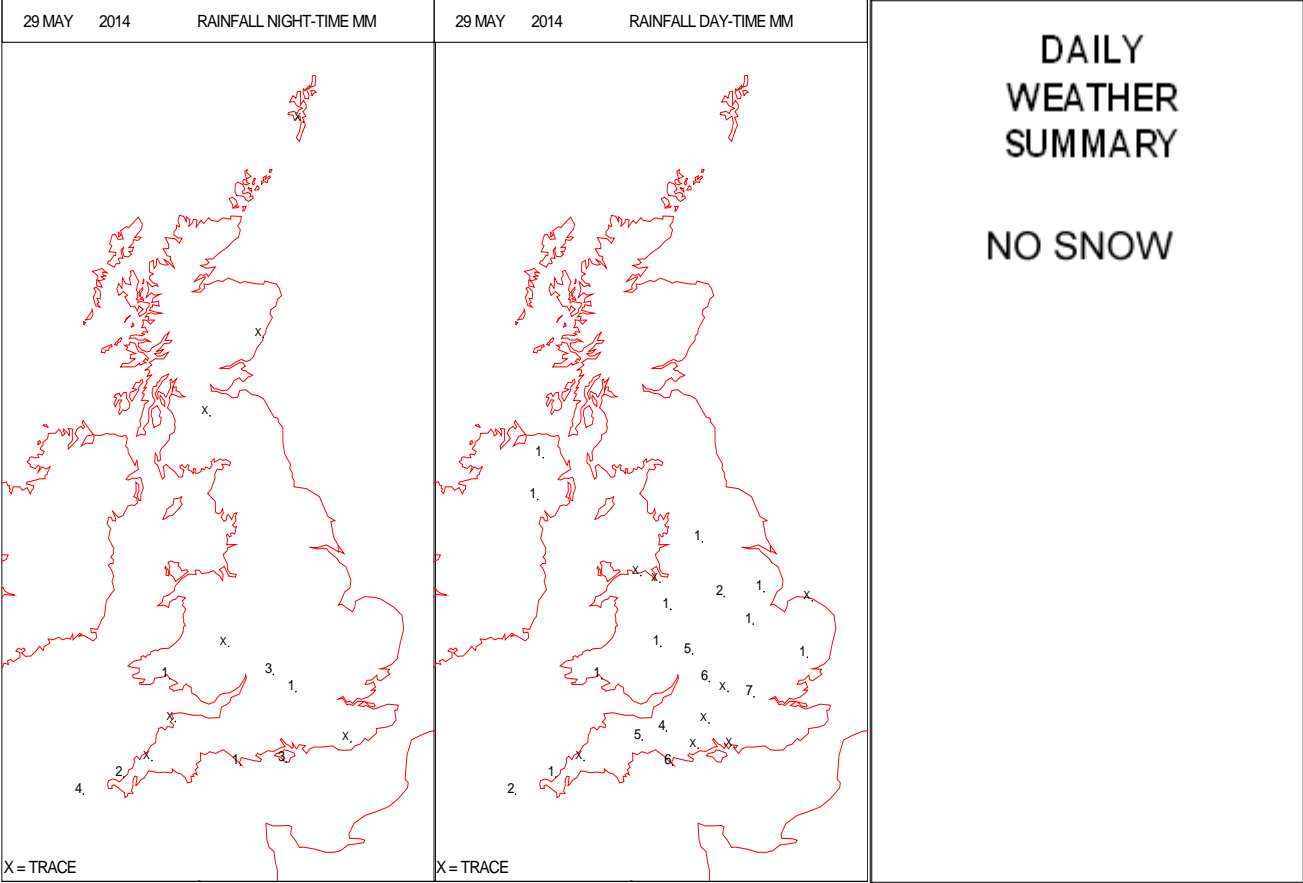 29 MAY 2014 RAINFALL NIGHT-TIME MM
X.
X.
X.
X.
3.
1
1.
X.
X.
X.
1.
3.
2.
4.
X = TRACE
29 MAY 2014 RAINFALL DAY-TIME MM
1.
1.
1.
X.
X.
2.
1.
X.
1.
1.
1.
5.
1.
1
6.
X.
7.
X.
4.
5.
X.
X.
X.
6.
1.
2.
X = TRACE
DAILY
WEATHER
SUMMARY
NO SNOW